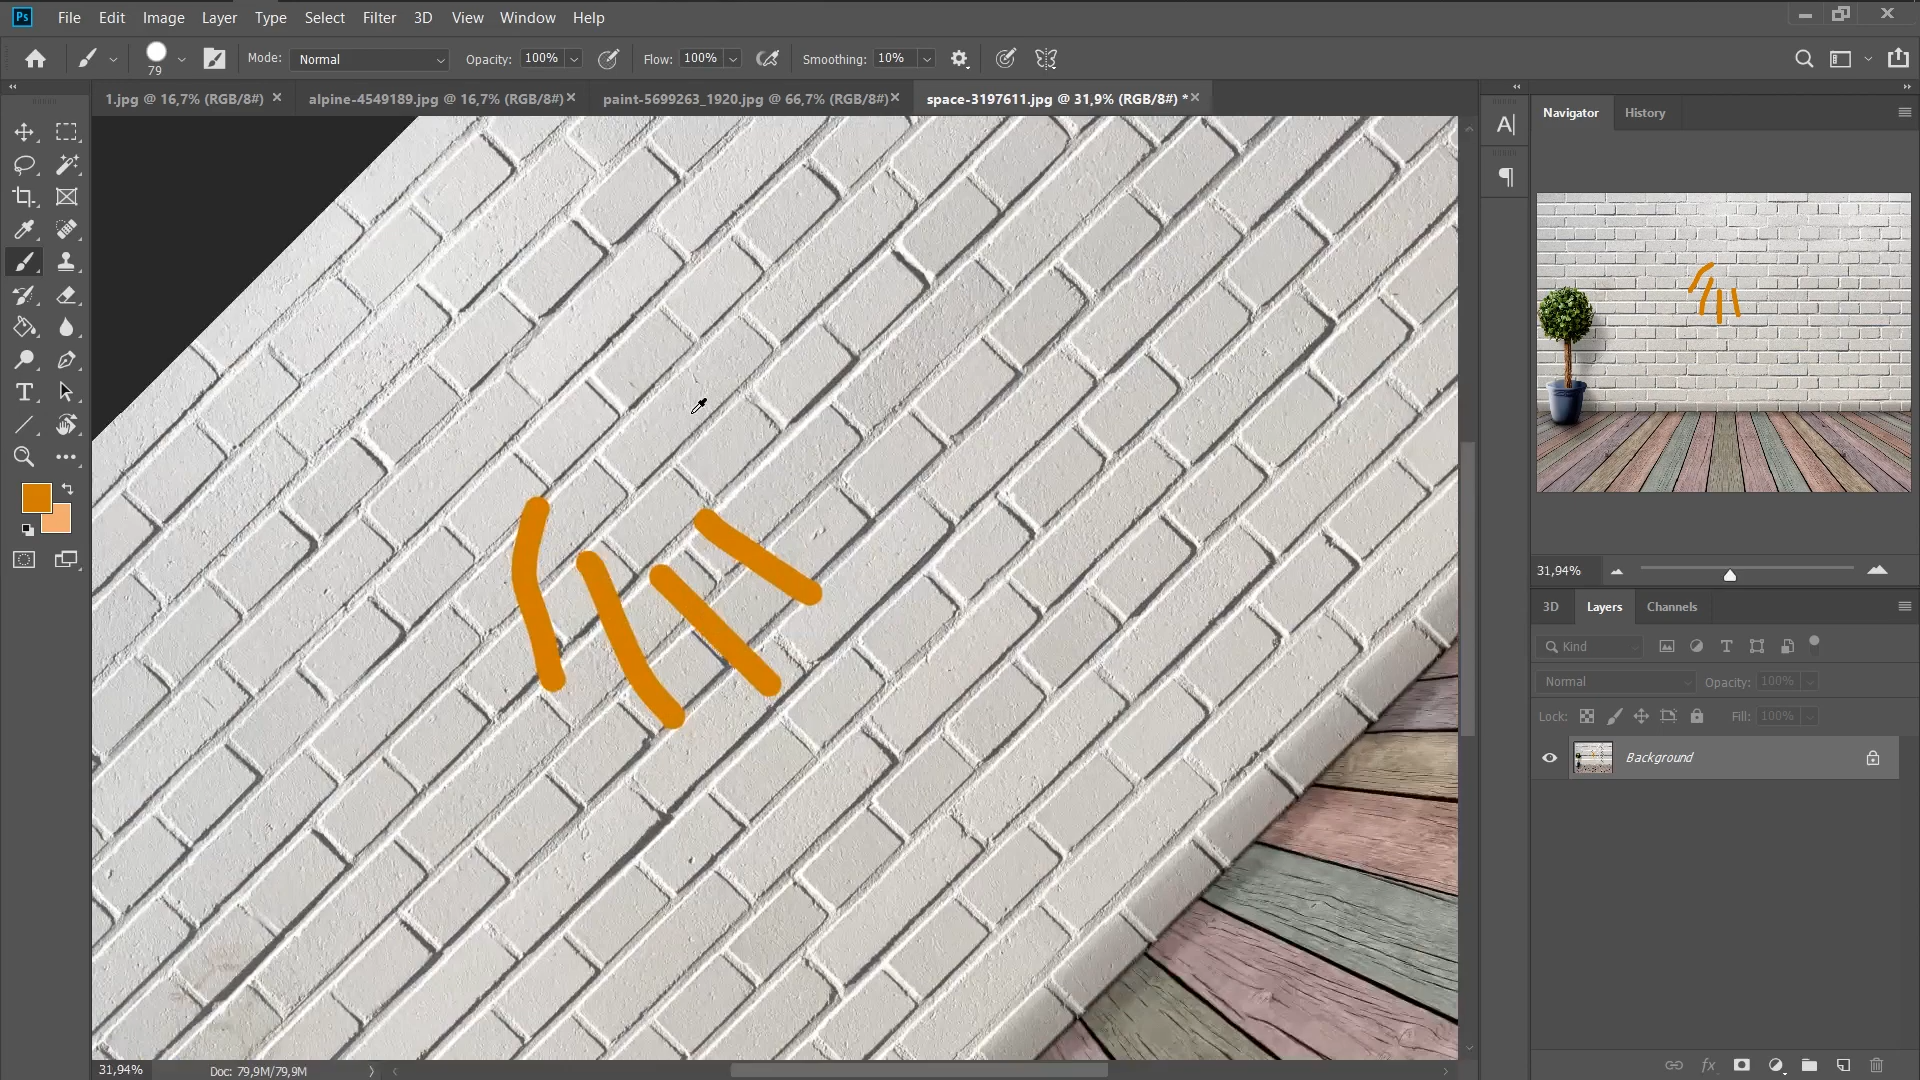 Ps File Edit Image Layer Type Select Filter 3D View Window Help
79 Mode: Normal Opacity: 100% Flow: 100% Smoothing: 10%
1.jpg @ 16,7% (RGB/8#) alpine-4549189.jpg @ 16,7% (RGB/8#) paint-5699263_1920.jpg @ 66,7% (RGB/8#) space-3197611.jpg @ 31,9% (RGB/8#) *
Navigator History
31,94%
3D Layers Channels
Kind
Normal Opacity: 100%
Lock: Fill: 100%
Background
fx
31,94% Doc: 79,9M/79,9M